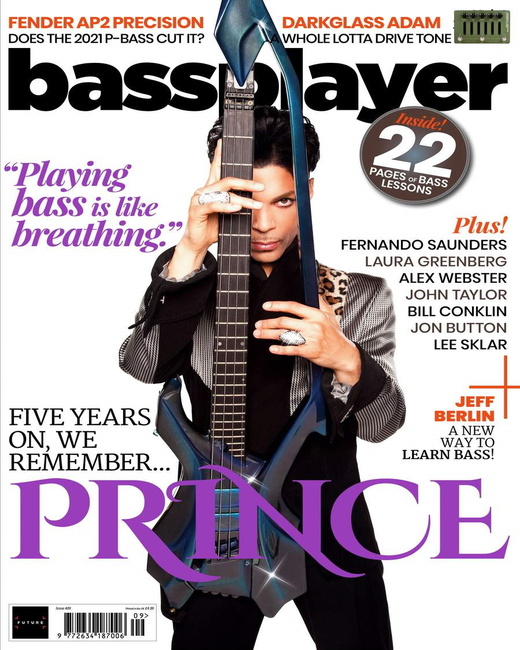 FENDER AP2 PRECISION
DOES THE 2021 P-BASS CUT IT?
DARKGLASS ADAM
A WHOLE LOTTA DRIVE TONE
bassplayer
Inside!
22
PAGES OF BASS
LESSONS
“Playing
bass is like
breathing.”
Plus!
FERNANDO SAUNDERS
LAURA GREENBERG
ALEX WEBSTER
JOHN TAYLOR
BILL CONKLIN
JON BUTTON
LEE SKLAR
+
JEFF
BERLIN
A NEW
WAY TO
LEARN BASS!
FIVE YEARS
ON, WE
REMEMBER...
PRINCE
FUTURE
09>
9 772634 187006